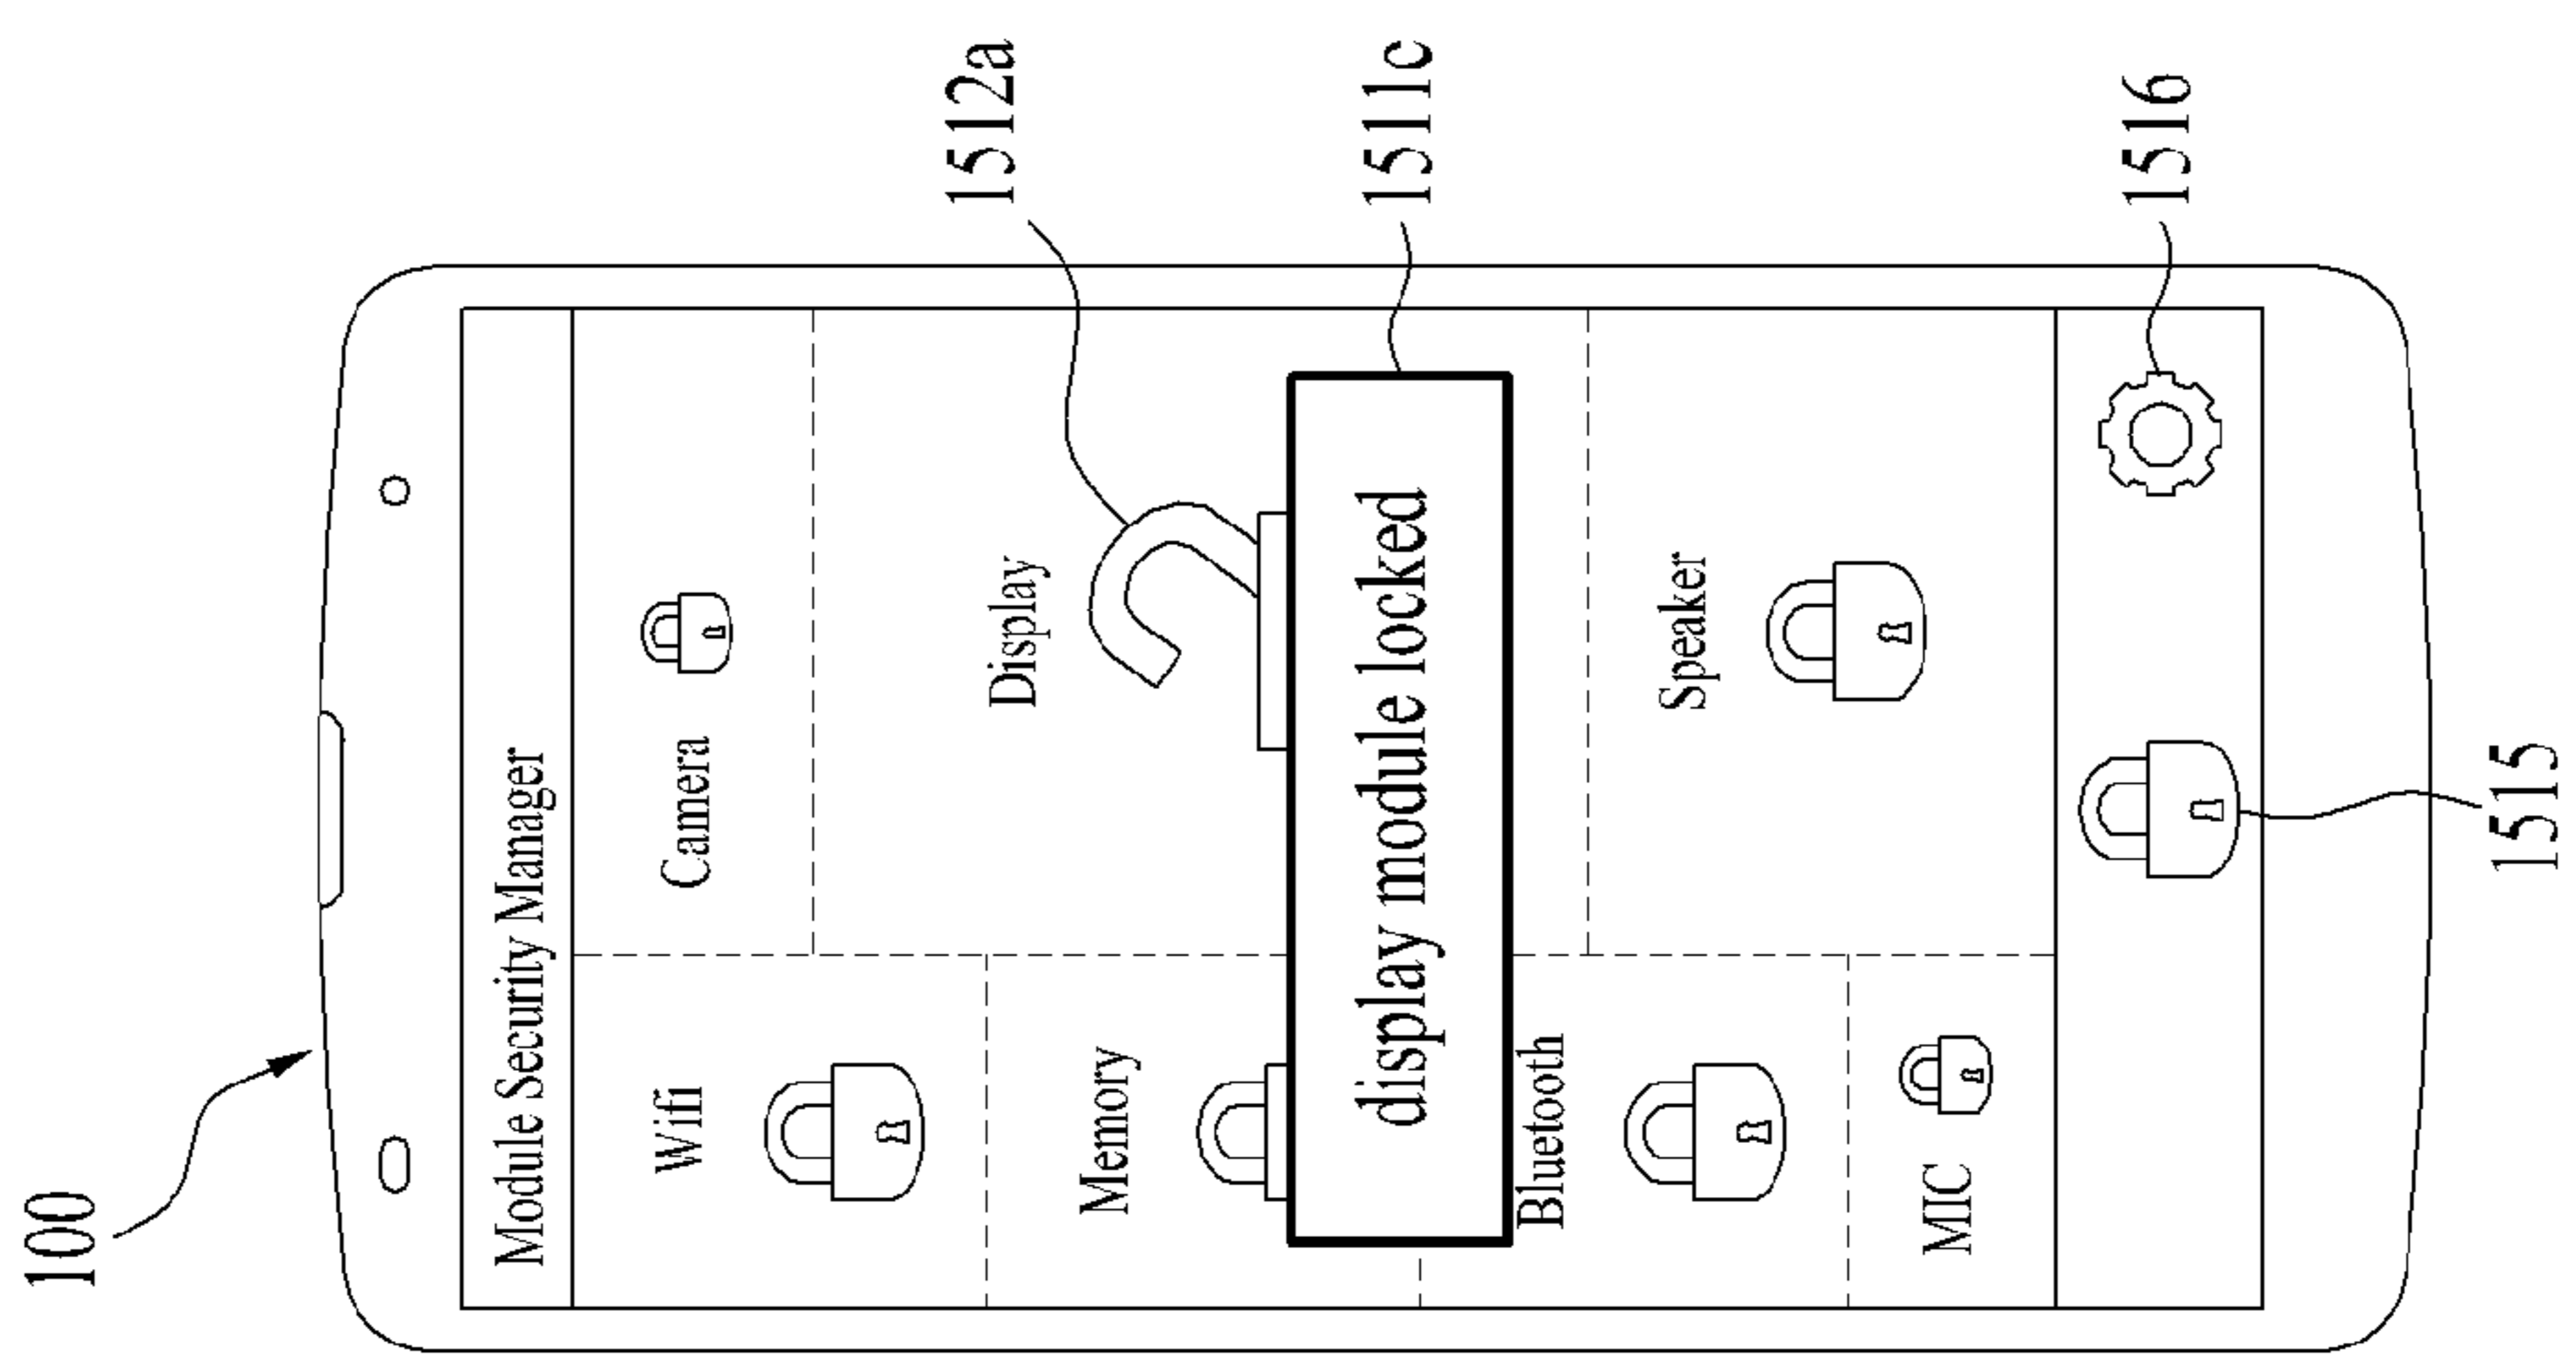 100
Module Security Manager
Wifi
Camera
Memory
Display
1512a
display module locked
1511c
Bluetooth
Speaker
MIC
1516
1515